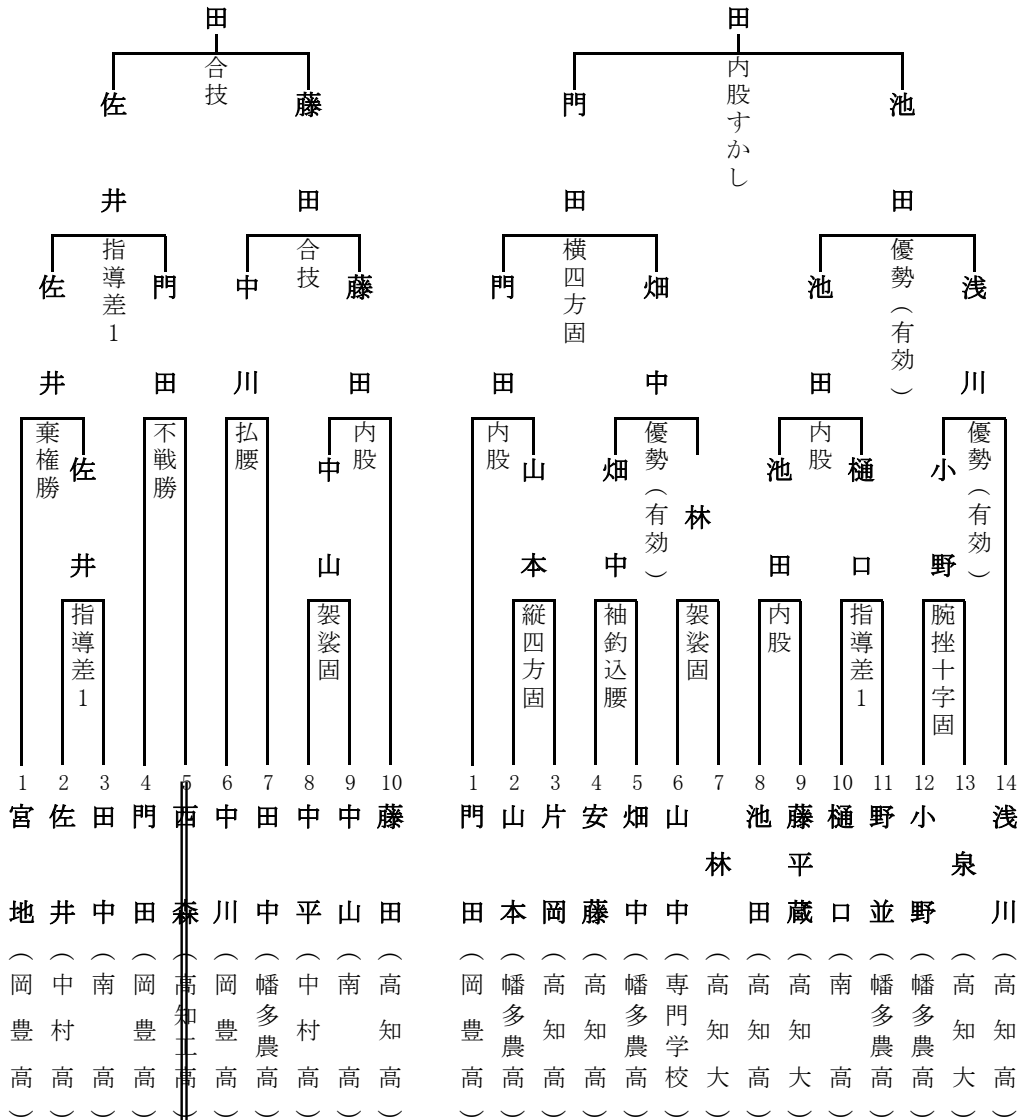 田
田
合技
内股すかし
佐
藤
門
池
井
田
田
田
指導差1
合技
横四方固
優勢（有効）
佐
門
中
藤
門
畑
池
浅
井
田
川
田
田
中
田
川
棄権勝
不戦勝
払腰
内股
内股
優勢（有効）
内股
優勢（有効）
佐井
中山
山本
畑中
林
池田
樋口
小野
指導差1
袈裟固
縦四方固
袖釣込腰
袈裟固
内股
指導差1
腕挫十字固
1 宮地（岡豊高）
2 佐井（中村高）
3 田中（南高）
4 門田（岡豊高）
5 西森（高知工高）
6 中川（岡豊高）
7 田中（幡多農高）
8 中平（中村高）
9 中山（南高）
10 藤田（高知高）
1 門田（岡豊高）
2 山本（幡多農高）
3 片岡（高知高）
4 安藤（高知高）
5 畑中（幡多農高）
6 山中（専門学校）
7 林（高知大）
8 池田（高知高）
9 藤平蔵（高知大）
10 樋口（南高）
11 野並（幡多農高）
12 小野（幡多農高）
13 泉（高知大）
14 浅川（高知高）